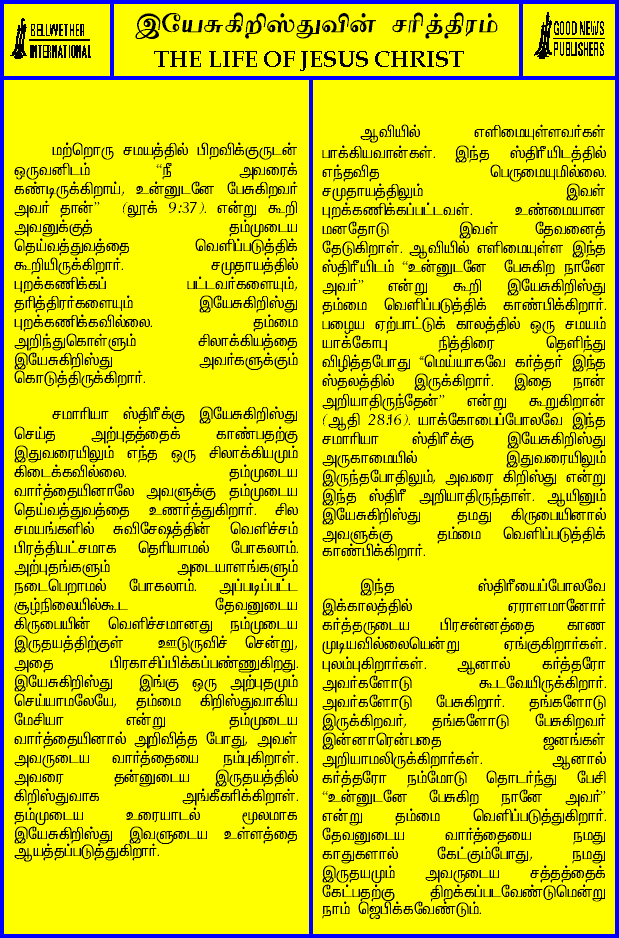 BELLWETHER
INTERNATIONAL
இயேசுகிறிஸ்துவின் சரித்திரம்
THE LIFE OF JESUS CHRIST
GOOD NEWS
PUBLISHERS
மற்றொரு சமயத்தில் பிறவிக்குருடன்
ஒருவனிடம் “நீ அவரைக்
கண்டிருக்கிறாய், உன்னுடனே பேசுகிறவர்
அவர் தான்” (லூக் 9:37). என்று கூறி
அவனுக்குத் தம்முடைய
தெய்வத்துவத்தை வெளிப்படுத்திக்
கூறியிருக்கிறார். சமுதாயத்தில்
புறக்கணிக்கப் பட்டவர்களையும்,
தரித்திரர்களையும் இயேசுகிறிஸ்து
புறக்கணிக்கவில்லை. தம்மை
அறிந்துகொள்ளும் சிலாக்கியத்தை
இயேசுகிறிஸ்து அவர்களுக்கும்
கொடுத்திருக்கிறார்.
சமாரியா ஸ்திரீக்கு இயேசுகிறிஸ்து
செய்த அற்புதத்தைக் காண்பதற்கு
இதுவரையிலும் எந்த ஒரு சிலாக்கியமும்
கிடைக்கவில்லை. தம்முடைய
வார்த்தையினாலே அவளுக்கு தம்முடைய
தெய்வத்துவத்தை உணர்த்துகிறார். சில
சமயங்களில் சுவிசேஷத்தின் வெளிச்சம்
பிரத்தியட்சமாக தெரியாமல் போகலாம்.
அற்புதங்களும் அடையாளங்களும்
நடைபெறாமல் போகலாம். அப்படிப்பட்ட
சூழ்நிலையில்கூட தேவனுடைய
கிருபையின் வெளிச்சமானது நம்முடைய
இருதயத்திற்குள் ஊடுருவிச் சென்று,
அதை பிரகாசிப்பிக்கப்பண்ணுகிறது.
இயேசுகிறிஸ்து இங்கு ஒரு அற்புதமும்
செய்யாமலேயே, தம்மை கிறிஸ்துவாகிய
மேசியா என்று தம்முடைய
வார்த்தையினால் அறிவித்த போது, அவள்
அவருடைய வார்த்தையை நம்புகிறாள்.
அவரை தன்னுடைய இருதயத்தில்
கிறிஸ்துவாக அங்கீகரிக்கிறாள்.
தம்முடைய உரையாடல் மூலமாக
இயேசுகிறிஸ்து இவளுடைய உள்ளத்தை
ஆயத்தப்படுத்துகிறார்.
ஆவியில் எளிமையுள்ளவர்கள்
பாக்கியவான்கள். இந்த ஸ்திரீயிடத்தில்
எந்தவித பெருமையுமில்லை.
சமுதாயத்திலும் இவள்
புறக்கணிக்கப்பட்டவள். உண்மையான
மனதோடு இவள் தேவனைத்
தேடுகிறாள். ஆவியில் எளிமையுள்ள இந்த
ஸ்திரீயிடம் “உன்னுடனே பேசுகிற நானே
அவர்” என்று கூறி இயேசுகிறிஸ்து
தம்மை வெளிப்படுத்திக் காண்பிக்கிறார்.
பழைய ஏற்பாட்டுக் காலத்தில் ஒரு சமயம்
யாக்கோபு நித்திரை தெளிந்து
விழித்தபோது “மெய்யாகவே கர்த்தர் இந்த
ஸ்தலத்தில் இருக்கிறார். இதை நான்
அறியாதிருந்தேன்” என்று கூறுகிறான்
(ஆதி 28:16). யாக்கோபைப்போலவே இந்த
சமாரியா ஸ்திரீக்கு இயேசுகிறிஸ்து
அருகாமையில் இதுவரையிலும்
இருந்தபோதிலும், அவரை கிறிஸ்து என்று
இந்த ஸ்திரீ அறியாதிருந்தாள். ஆயினும்
இயேசுகிறிஸ்து தமது கிருபையினால்
அவளுக்கு தம்மை வெளிப்படுத்திக்
காண்பிக்கிறார்.
இந்த ஸ்திரீயைப்போலவே
இக்காலத்தில் ஏராளமானோர்
கர்த்தருடைய பிரசன்னத்தை காண
முடியவில்லையென்று ஏங்குகிறார்கள்.
புலம்புகிறார்கள். ஆனால் கர்த்தரோ
அவர்களோடு கூடவேயிருக்கிறார்.
அவர்களோடு பேசுகிறார். தங்களோடு
இருக்கிறவர், தங்களோடு பேசுகிறவர்
இன்னாரென்பதை ஜனங்கள்
அறியாமலிருக்கிறார்கள். ஆனால்
கர்த்தரோ நம்மோடு தொடர்ந்து பேசி
“உன்னுடனே பேசுகிற நானே அவர்”
என்று தம்மை வெளிப்படுத்துகிறார்.
தேவனுடைய வார்த்தையை நமது
காதுகளால் கேட்கும்போது, நமது
இருதயமும் அவருடைய சத்தத்தைக்
கேட்பதற்கு திறக்கப்படவேண்டுமென்று
நாம் ஜெபிக்கவேண்டும்.